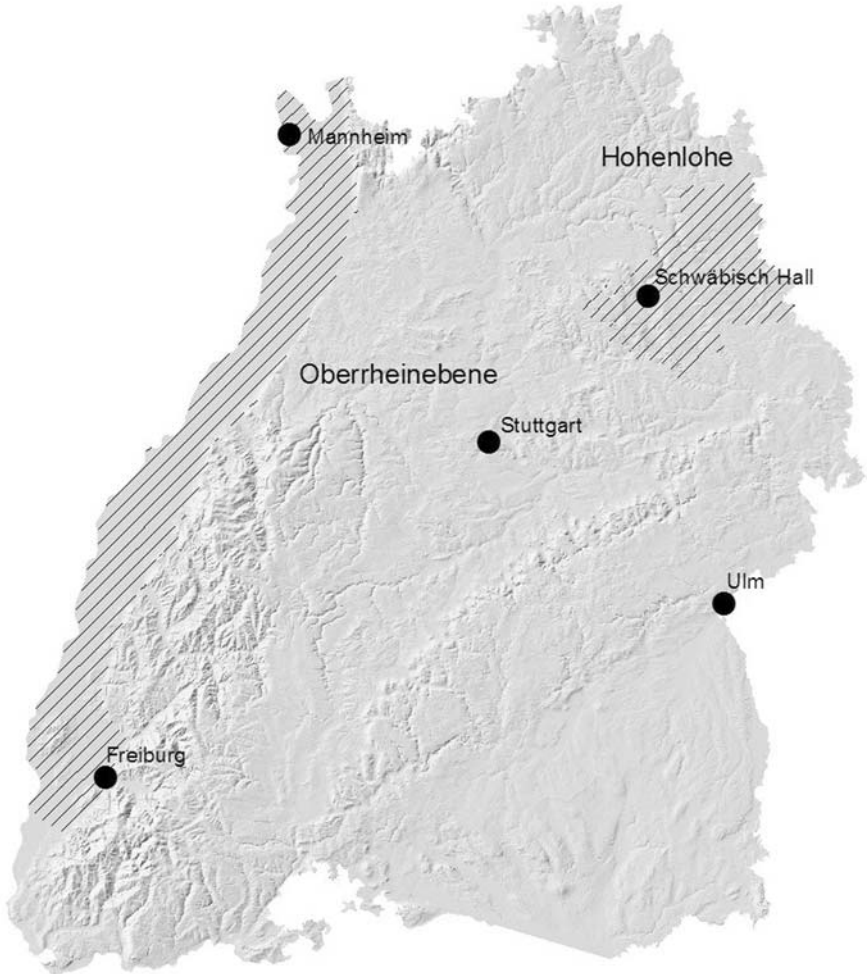 Mannheim
Hohenlohe
Schwäbisch Hall
Oberrheinebene
Stuttgart
Ulm
Freiburg